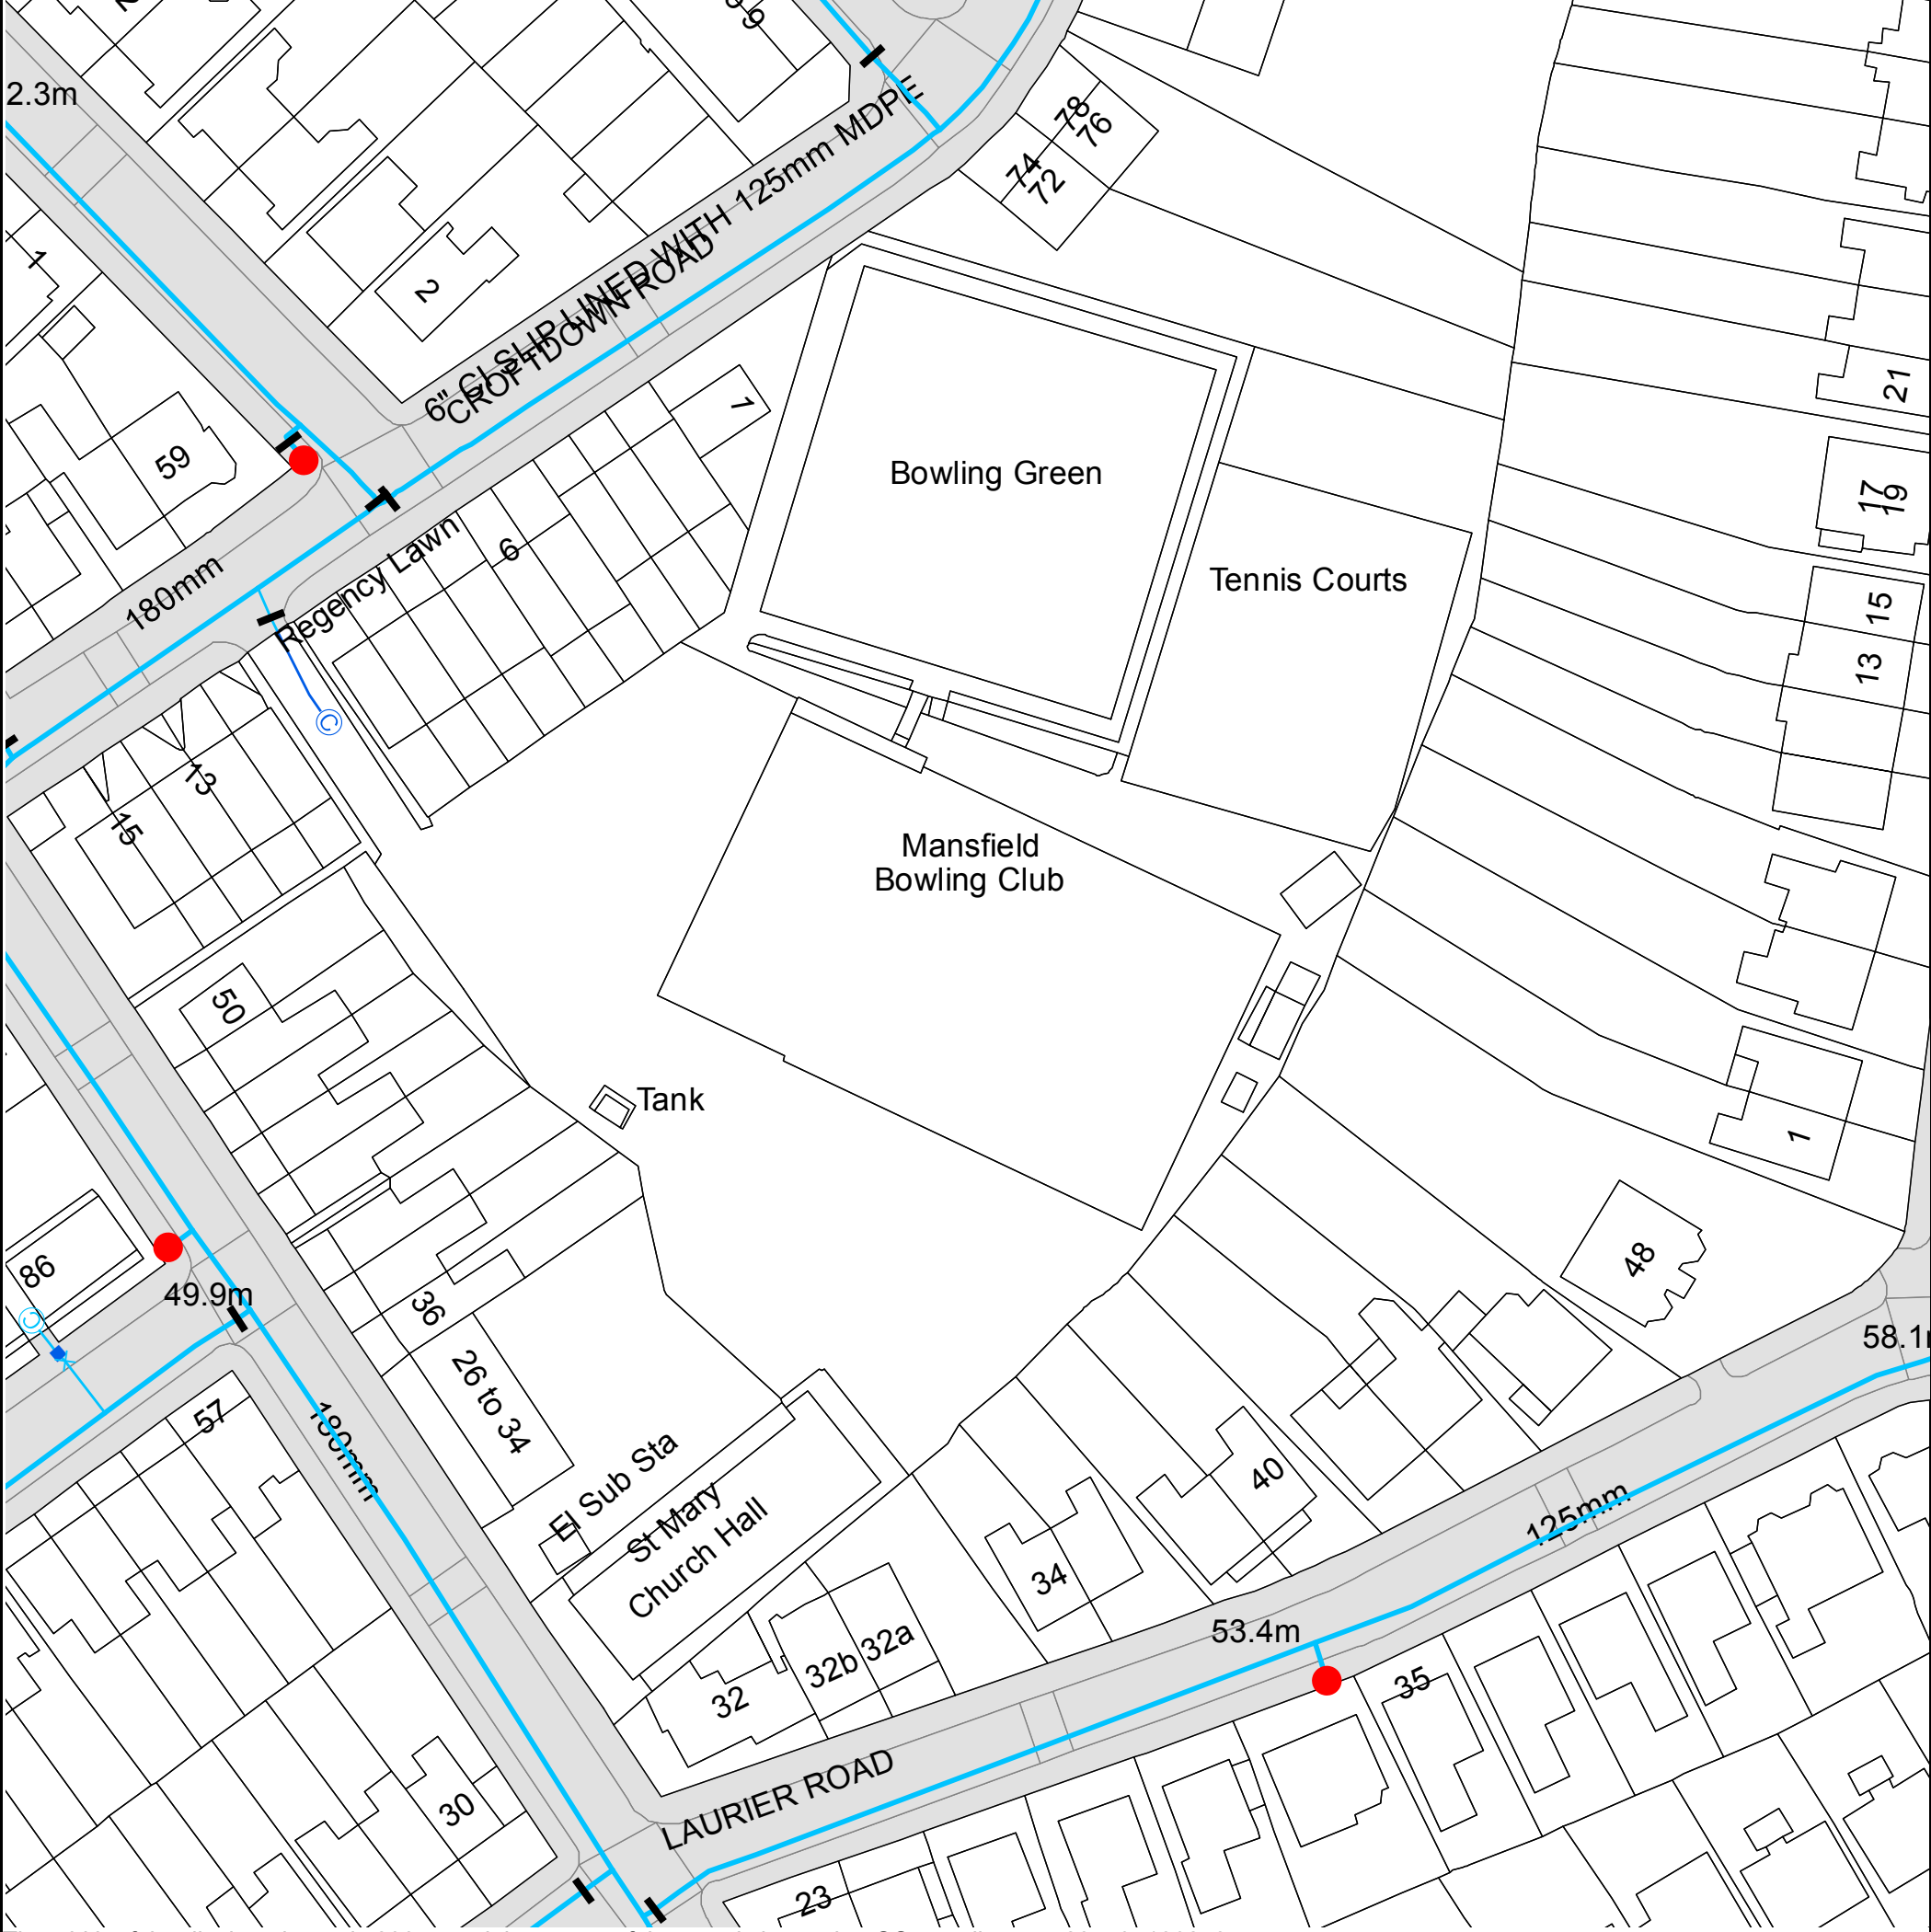 2.3m
78
76
74
72
1
2
6" CI SLIP LINED WITH 125mm MDPE
CROFTDOWN ROAD
21
7
59
Bowling Green
17
19
6
Regency Lawn
180mm
Tennis Courts
15
13
13
15
Mansfield
Bowling Club
50
Tank
1
86
49.9m
36
48
58.1
26 to 34
57
180mm
El Sub Sta
St Mary
Church Hall
40
34
125mm
53.4m
32b
32a
32
35
30
LAURIER ROAD
23